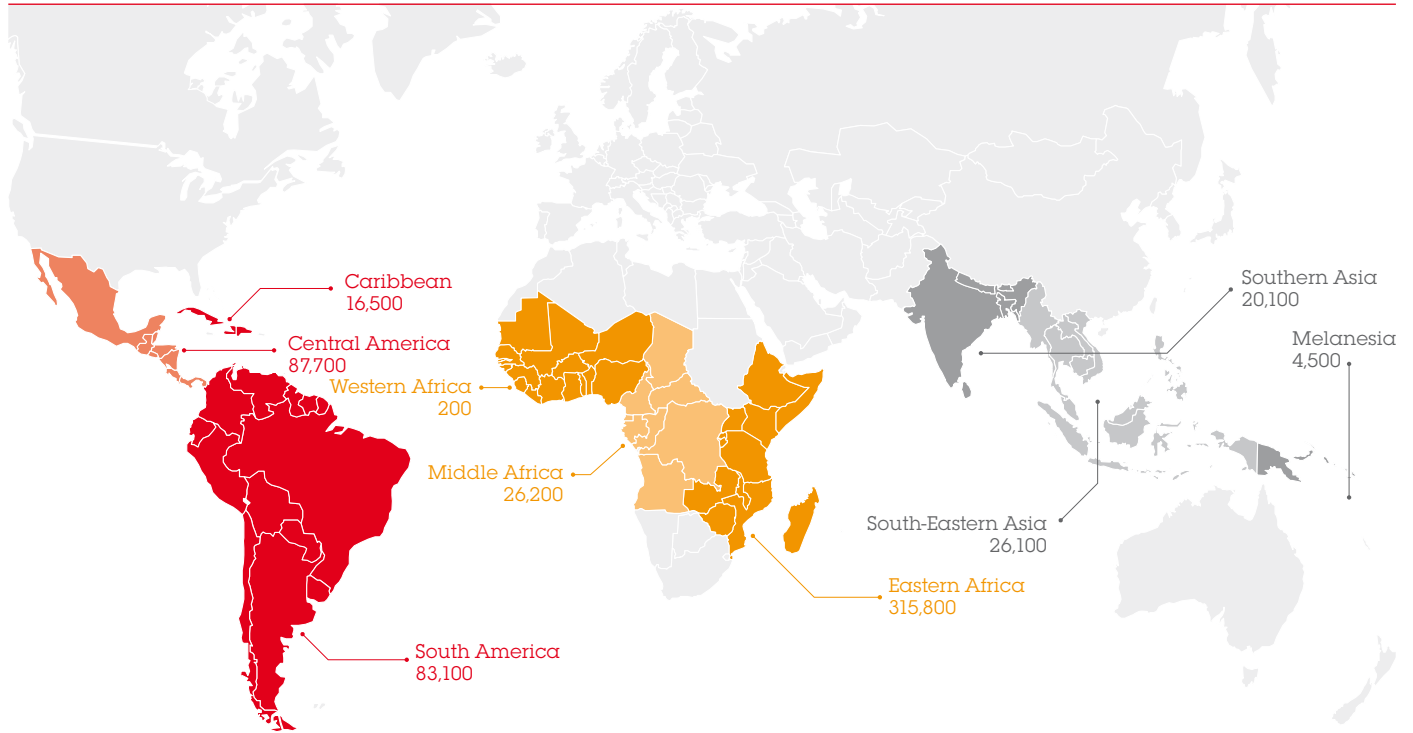 Caribbean
16,500
Central America
87,700
Western Africa
200
Middle Africa
26,200
South America
83,100
Eastern Africa
315,800
Southern Asia
20,100
Melanesia
4,500
South-Eastern Asia
26,100